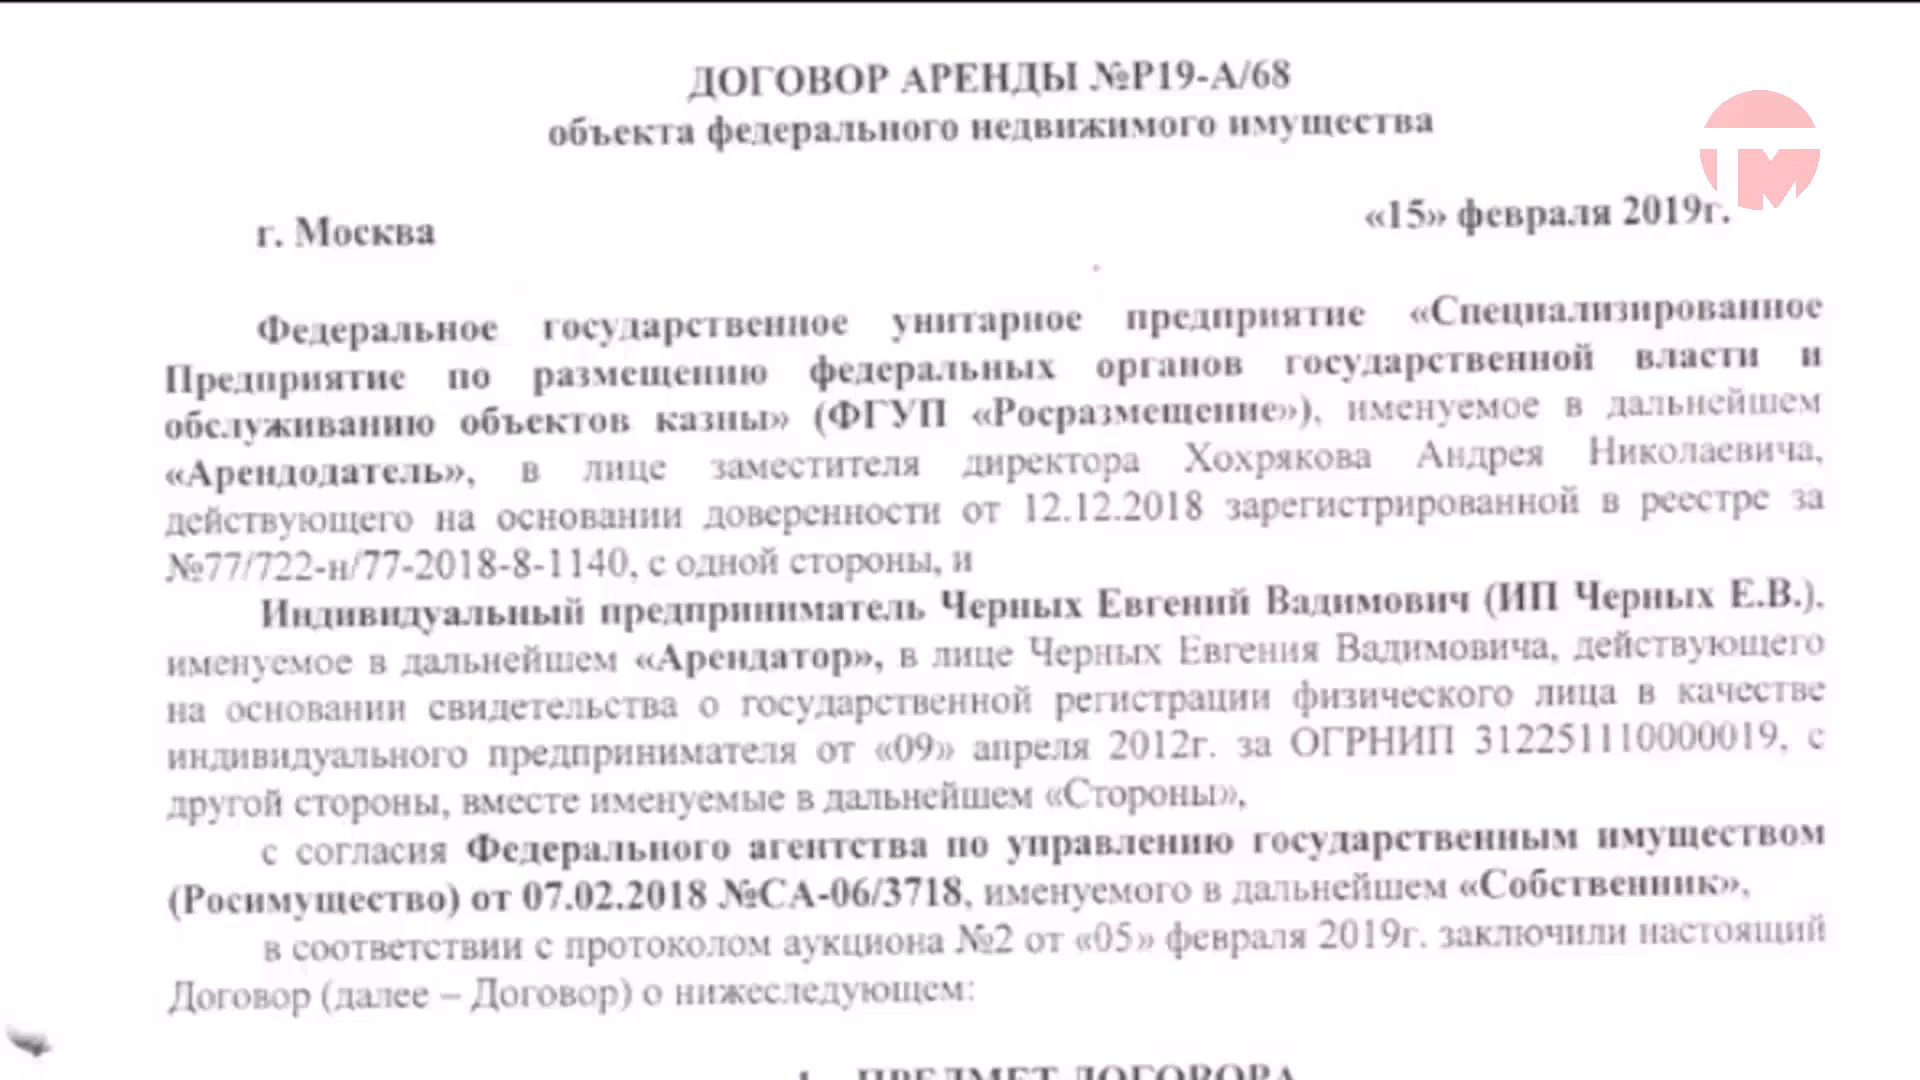 ДОГОВОР АРЕНДЫ №Р19-А/68
объекта федерального недвижимого имущества
ТМ
г. Москва «15» февраля 2019г.
Федеральное государственное унитарное предприятие «Специализированное
Предприятие по размещению федеральных органов государственной власти и
обслуживанию объектов казны» (ФГУП «Росразмещение»), именуемое в дальнейшем
«Арендодатель», в лице заместителя директора Хохрякова Андрея Николаевича,
действующего на основании доверенности от 12.12.2018 зарегистрированной в реестре за
№77/722-н/77-2018-8-1140, с одной стороны, и
Индивидуальный предприниматель Черных Евгений Вадимович (ИП Черных Е.В.),
именуемое в дальнейшем «Арендатор», в лице Черных Евгения Вадимовича, действующего
на основании свидетельства о государственной регистрации физического лица в качестве
индивидуального предпринимателя от «09» апреля 2012г. за ОГРНИП 312251110000019, с
другой стороны, вместе именуемые в дальнейшем «Стороны»,
с согласия Федерального агентства по управлению государственным имуществом
(Росимущество) от 07.02.2018 №СА-06/3718, именуемого в дальнейшем «Собственник»,
в соответствии с протоколом аукциона №2 от «05» февраля 2019г. заключили настоящий
Договор (далее – Договор) о нижеследующем:
1. ПРЕДМЕТ ДОГОВОРА